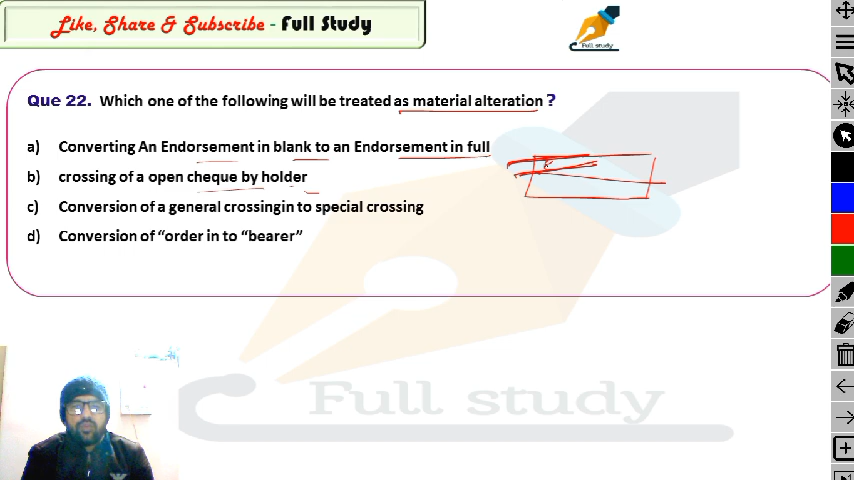 Like, Share & Subscribe - Full Study
Full study
Que 22. Which one of the following will be treated as material alteration ?
a) Converting An Endorsement in blank to an Endorsement in full
b) crossing of a open cheque by holder
c) Conversion of a general crossingin to special crossing
d) Conversion of “order in to “bearer”
Full study